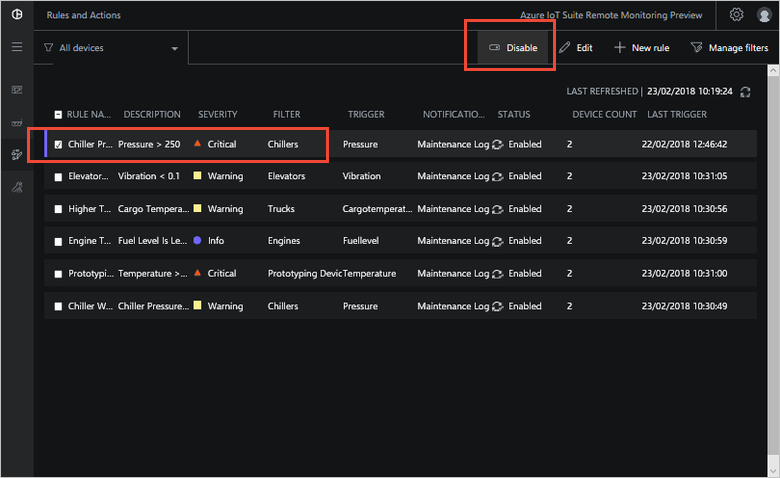 Rules and Actions Azure IoT Suite Remote Monitoring Preview
All devices Disable Edit New rule Manage filters
LAST REFRESHED | 23/02/2018 10:19:24
RULE NA... DESCRIPTION SEVERITY FILTER TRIGGER NOTIFICATIO... STATUS DEVICE COUNT LAST TRIGGER
Chiller Pr... Pressure > 250 Critical Chillers Pressure Maintenance Log Enabled 2 22/02/2018 12:46:42
Elevator... Vibration < 0.1 Warning Elevators Vibration Maintenance Log Enabled 2 23/02/2018 10:31:05
Higher T... Cargo Tempera... Warning Trucks Cargotemperat... Maintenance Log Enabled 2 23/02/2018 10:30:56
Engine T... Fuel Level Is Le... Info Engines Fuellevel Maintenance Log Enabled 2 23/02/2018 10:30:59
Prototypi... Temperature >... Critical Prototyping Devic Temperature Maintenance Log Enabled 2 23/02/2018 10:31:00
Chiller W... Chiller Pressure... Warning Chillers Pressure Maintenance Log Enabled 2 23/02/2018 10:30:49